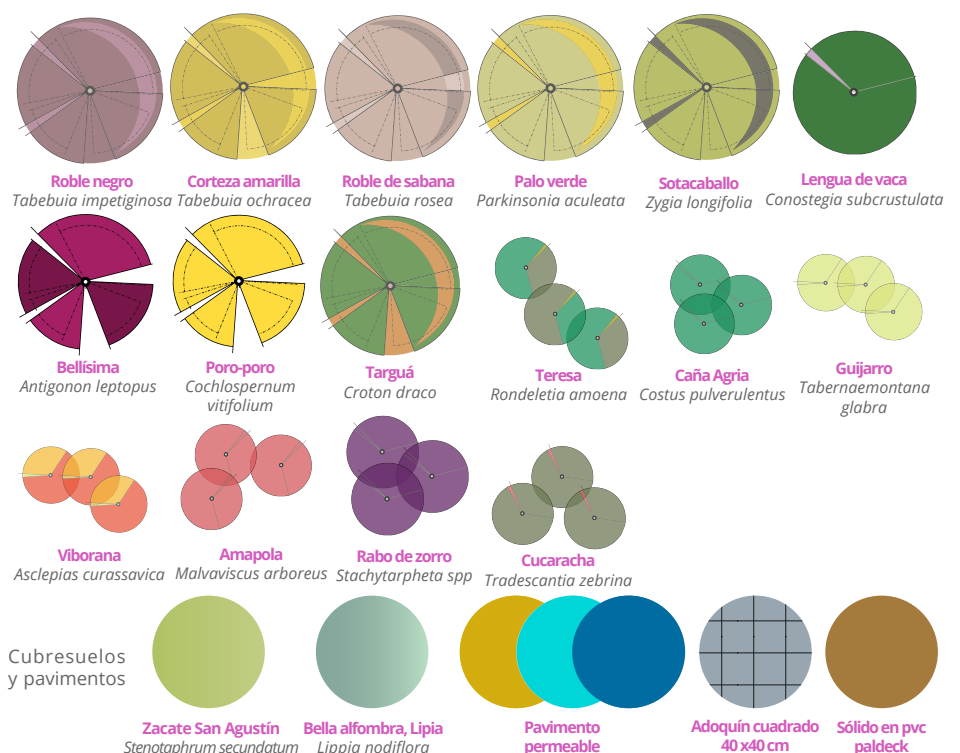 Roble negro
Tabebuia impetiginosa
Corteza amarilla
Tabebuia ochracea
Roble de sabana
Tabebuia rosea
Palo verde
Parkinsonia aculeata
Sotacaballo
Zygia longifolia
Lengua de vaca
Conostegia subcrustulata
Bellísima
Antigonon leptopus
Poro-poro
Cochlospernum
vitifolium
Targuá
Croton draco
Teresa
Rondeletia amoena
Caña Agria
Costus pulverulentus
Guijarro
Tabernaemontana
glabra
Viborana
Asclepias curassavica
Amapola
Malvaviscus arboreus
Rabo de zorro
Stachytarpheta spp
Cucaracha
Tradescantia zebrina
Cubresuelos
y pavimentos
Zacate San Agustín
Stenotaphrum secundatum
Bella alfombra, Lipia
Lippia nodiflora
Pavimento
permeable
Adoquín cuadrado
40 x40 cm
Sólido en pvc
paldeck